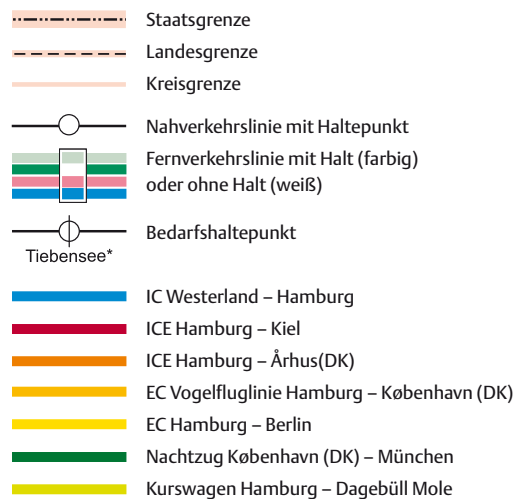 Staatsgrenze
Landesgrenze
Kreisgrenze
Nahverkehrslinie mit Haltepunkt
Fernverkehrslinie mit Halt (farbig)
oder ohne Halt (weiß)
Bedarfshaltepunkt
Tiebensee*
IC Westerland – Hamburg
ICE Hamburg – Kiel
ICE Hamburg – Århus(DK)
EC Vogelfluglinie Hamburg – København (DK)
EC Hamburg – Berlin
Nachtzug København (DK) – München
Kurswagen Hamburg – Dagebüll Mole